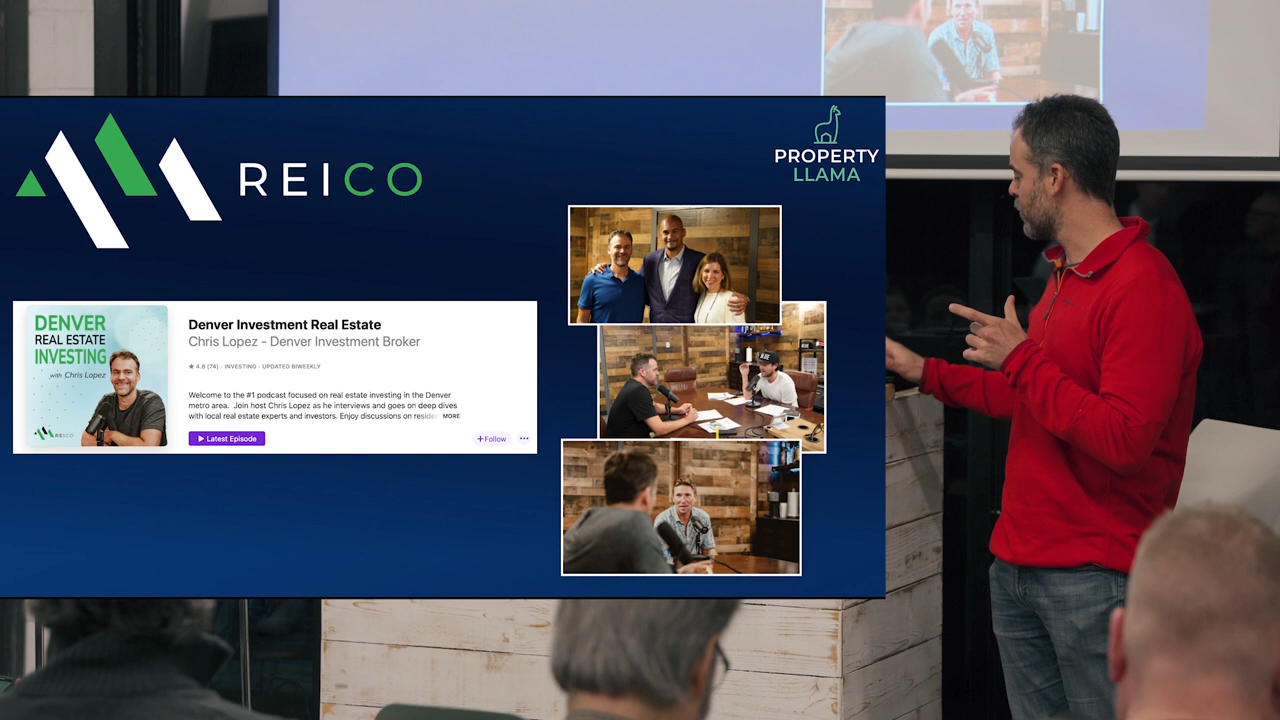 REICO
PROPERTY
LLAMA
DENVER
REAL ESTATE
INVESTING
with Chris Lopez
REICO
Denver Investment Real Estate
Chris Lopez - Denver Investment Broker
★ 4.8 (74) · INVESTING · UPDATED BIWEEKLY
Welcome to the #1 podcast focused on real estate investing in the Denver
metro area. Join host Chris Lopez as he interviews and goes on deep dives
with local real estate experts and investors. Enjoy discussions on reside MORE
Latest Episode
+ Follow